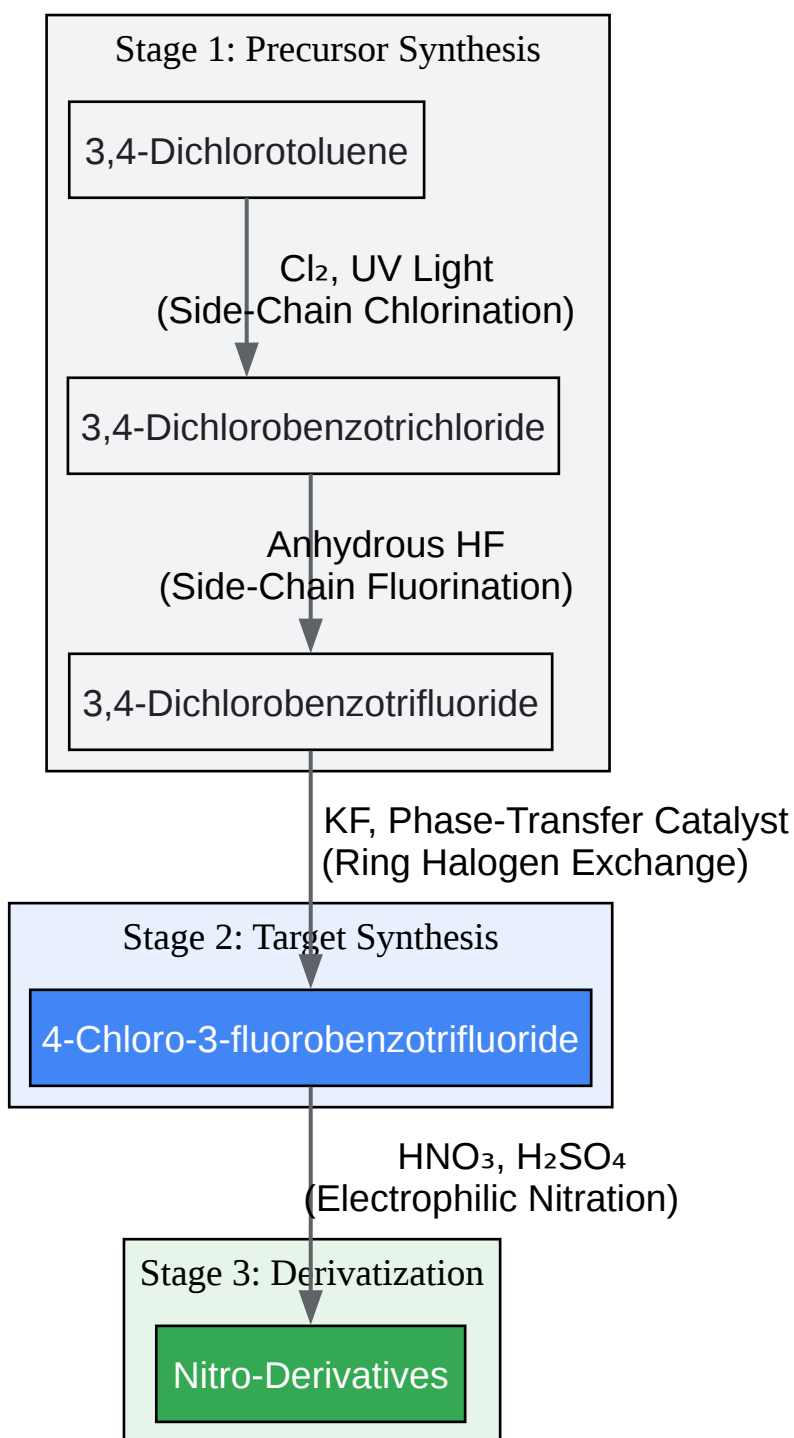 Stage 1: Precursor Synthesis
3,4-Dichlorotoluene
Cl₂, UV Light
(Side-Chain Chlorination)
3,4-Dichlorobenzotrichloride
Anhydrous HF
(Side-Chain Fluorination)
3,4-Dichlorobenzotrifluoride
KF, Phase-Transfer Catalyst
(Ring Halogen Exchange)
Stage 2: Target Synthesis
4-Chloro-3-fluorobenzotrifluoride
HNO₃, H₂SO₄
(Electrophilic Nitration)
Stage 3: Derivatization
Nitro-Derivatives